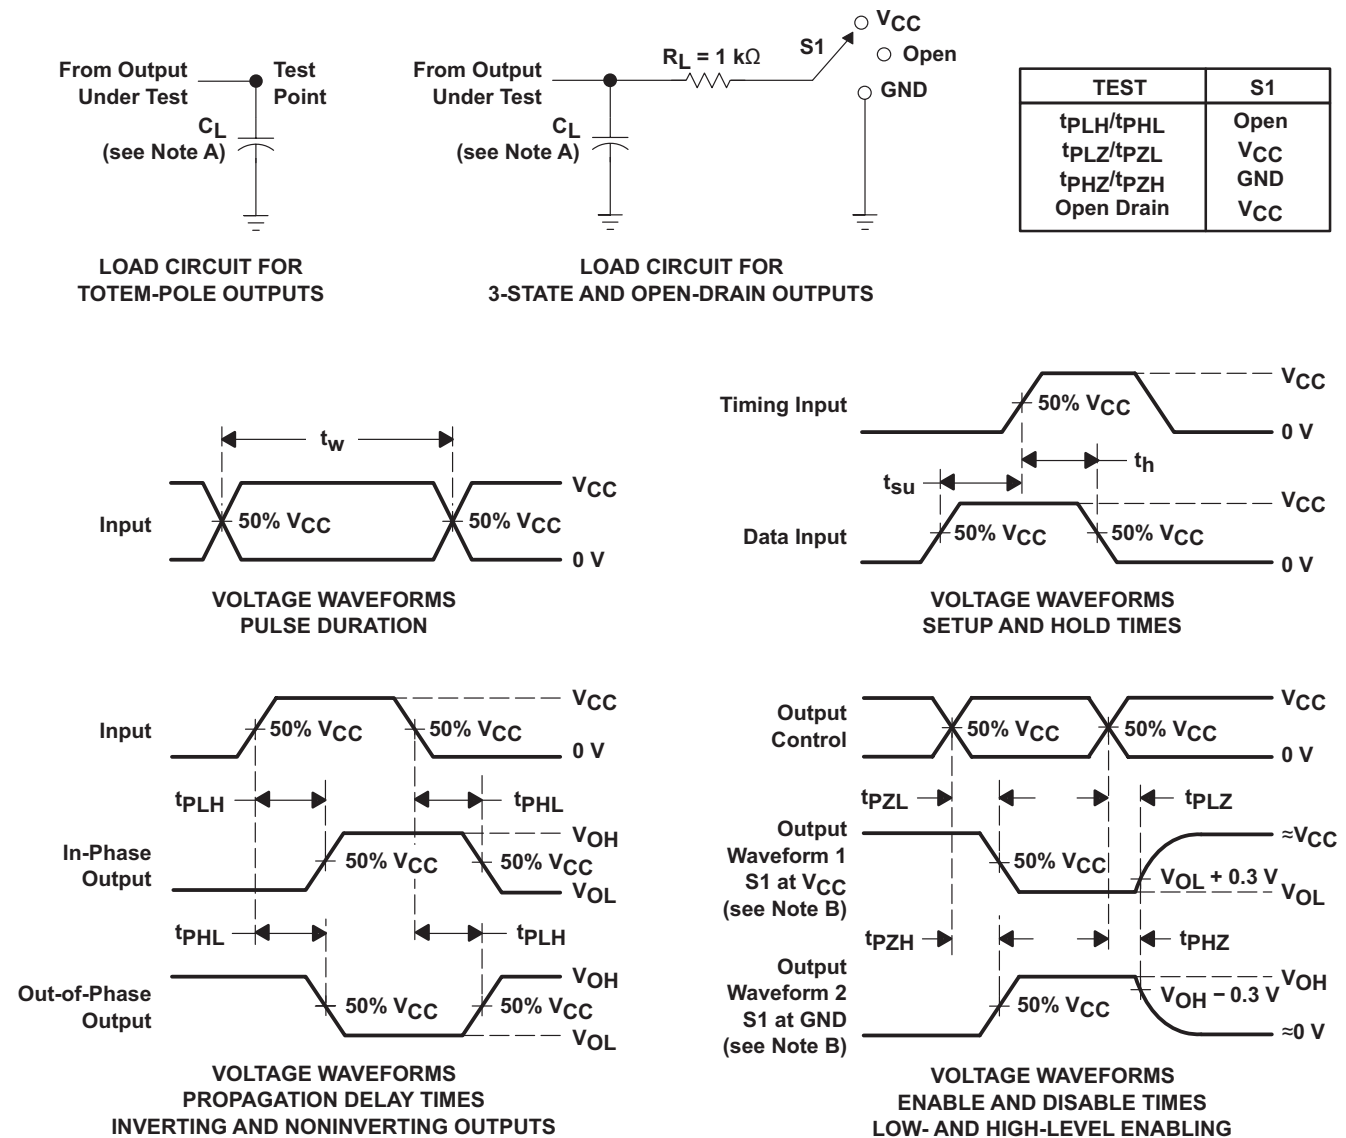 From Output
Under Test
Test
Point
CL
(see Note A)
LOAD CIRCUIT FOR
TOTEM-POLE OUTPUTS
From Output
Under Test
RL = 1 kΩ
S1
VCC
Open
GND
CL
(see Note A)
LOAD CIRCUIT FOR
3-STATE AND OPEN-DRAIN OUTPUTS
TEST S1
tPLH/tPHL Open
tPLZ/tPZL VCC
tPHZ/tPZH GND
Open Drain VCC
tw
Input
50% VCC
50% VCC
VCC
0 V
VOLTAGE WAVEFORMS
PULSE DURATION
Timing Input
50% VCC
VCC
0 V
th
tsu
Data Input
50% VCC
50% VCC
VCC
0 V
VOLTAGE WAVEFORMS
SETUP AND HOLD TIMES
Input
50% VCC
50% VCC
VCC
0 V
tPLH
tPHL
In-Phase
Output
50% VCC
50% VCC
VOH
VOL
tPHL
tPLH
Out-of-Phase
Output
50% VCC
50% VCC
VOH
VOL
VOLTAGE WAVEFORMS
PROPAGATION DELAY TIMES
INVERTING AND NONINVERTING OUTPUTS
Output
Control
50% VCC
50% VCC
VCC
0 V
tPZL
tPLZ
Output
Waveform 1
S1 at VCC
(see Note B)
50% VCC
VOL + 0.3 V
≈VCC
VOL
tPZH
tPHZ
Output
Waveform 2
S1 at GND
(see Note B)
50% VCC
VOH − 0.3 V
VOH
≈0 V
VOLTAGE WAVEFORMS
ENABLE AND DISABLE TIMES
LOW- AND HIGH-LEVEL ENABLING